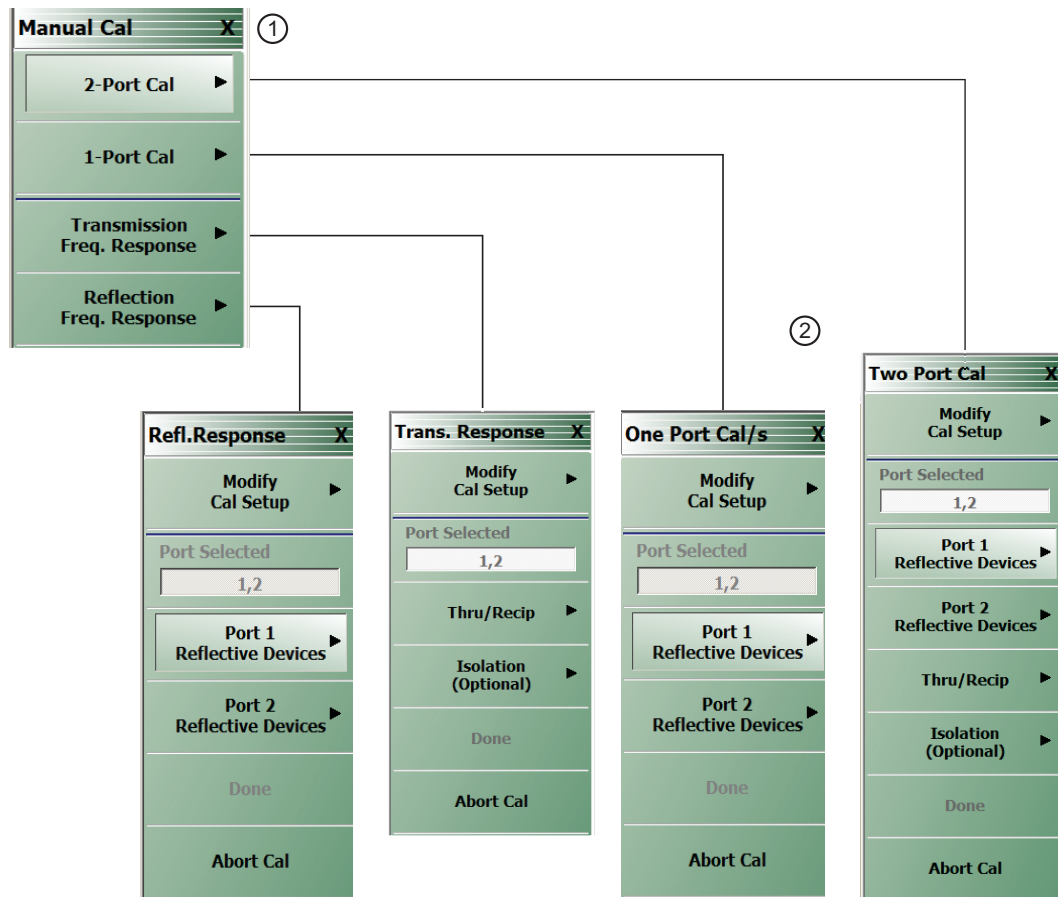 Manual Cal X
①
2-Port Cal
1-Port Cal
Transmission
Freq. Response
Reflection
Freq. Response
②
Refl.Response X
Modify
Cal Setup
Port Selected
1,2
Port 1
Reflective Devices
Port 2
Reflective Devices
Done
Abort Cal
Trans. Response X
Modify
Cal Setup
Port Selected
1,2
Thru/Recip
Isolation
(Optional)
Done
Abort Cal
One Port Cal/s X
Modify
Cal Setup
Port Selected
1,2
Port 1
Reflective Devices
Port 2
Reflective Devices
Done
Abort Cal
Two Port Cal X
Modify
Cal Setup
Port Selected
1,2
Port 1
Reflective Devices
Port 2
Reflective Devices
Thru/Recip
Isolation
(Optional)
Done
Abort Cal